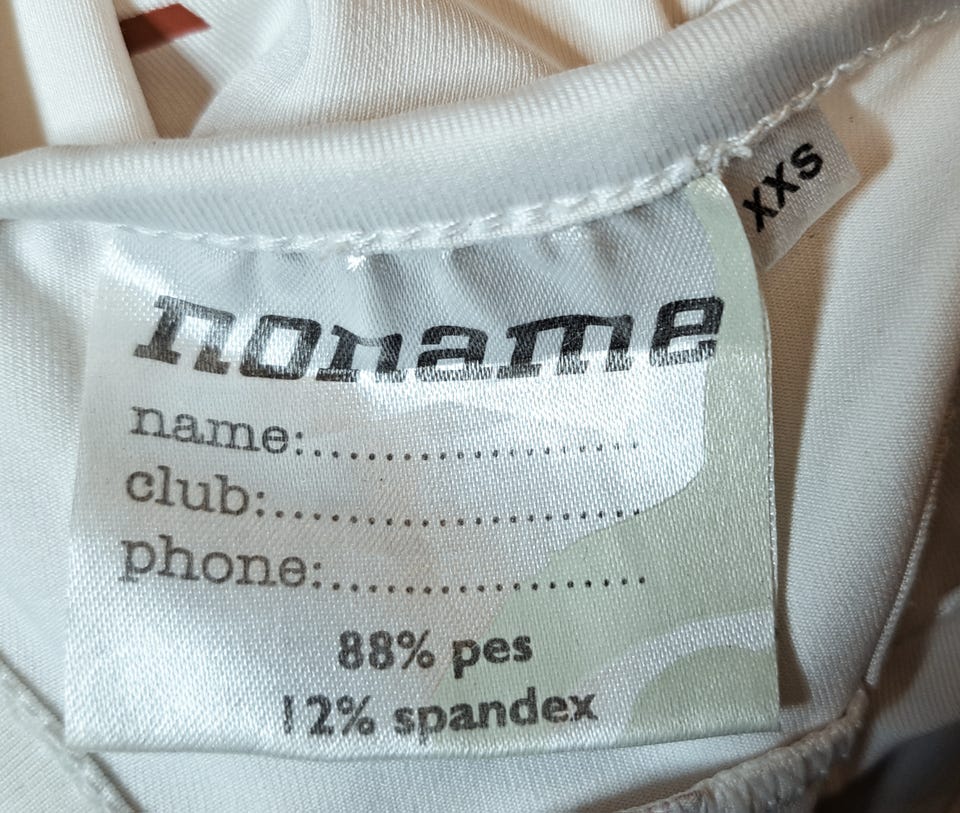 xxs
noname
name:......................
club:..........................
phone:......................
88% pes
12% spandex